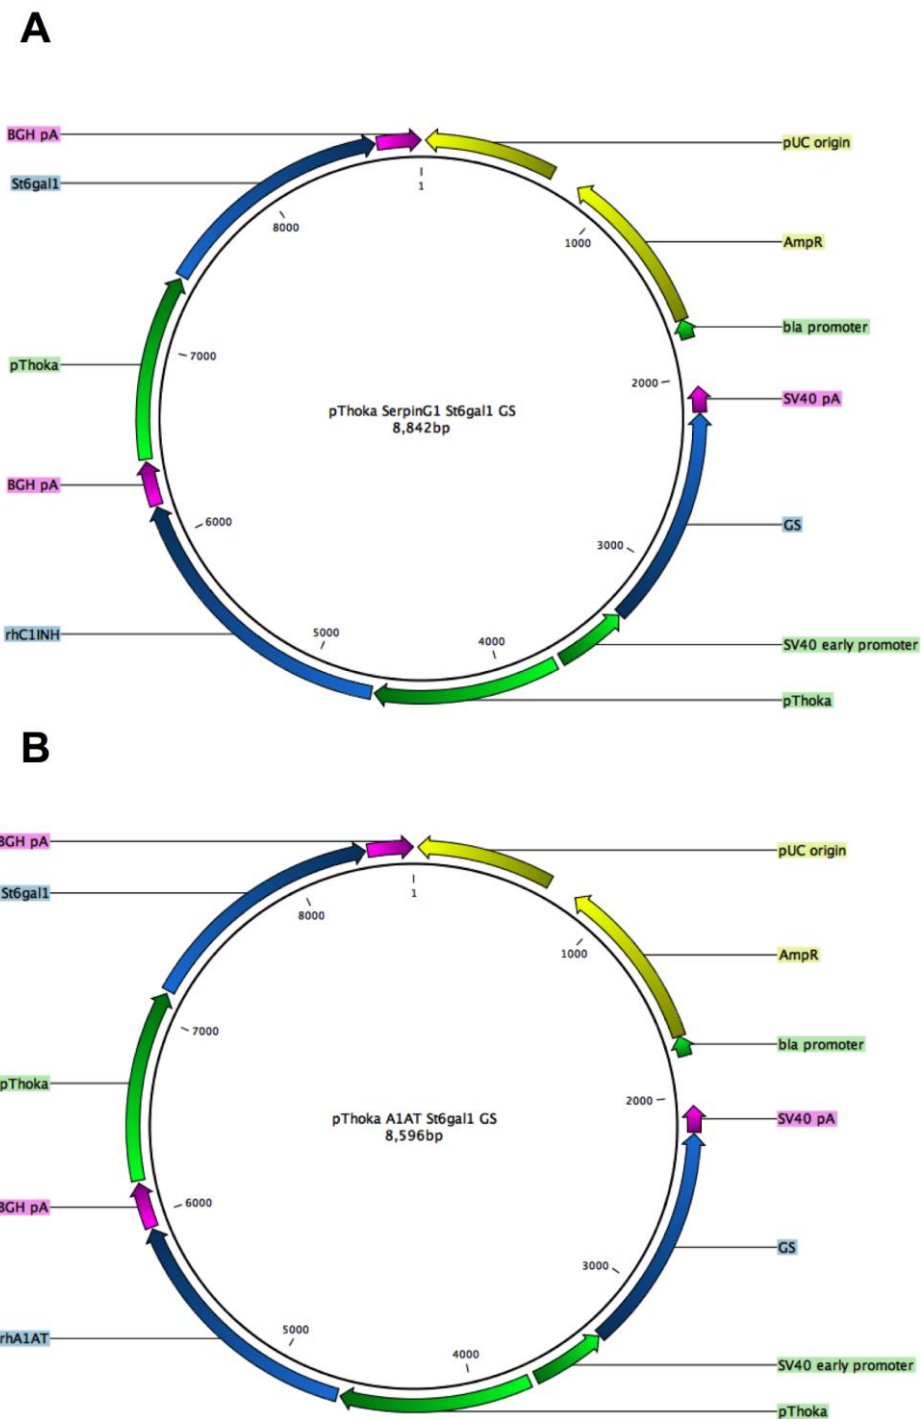 A
BGH pA
pUC origin
St6gal1
1
8000
1000
AmpR
bla promoter
pThoka
7000
2000
SV40 pA
pThoka SerpinG1 St6gal1 GS
8,842bp
BGH pA
6000
3000
GS
rhC1INH
5000
4000
SV40 early promoter
pThoka
B
BGH pA
pUC origin
St6gal1
1
8000
1000
AmpR
7000
bla promoter
pThoka
2000
SV40 pA
pThoka A1AT St6gal1 GS
8,596bp
BGH pA
6000
GS
3000
rhA1AT
5000
4000
SV40 early promoter
pThoka